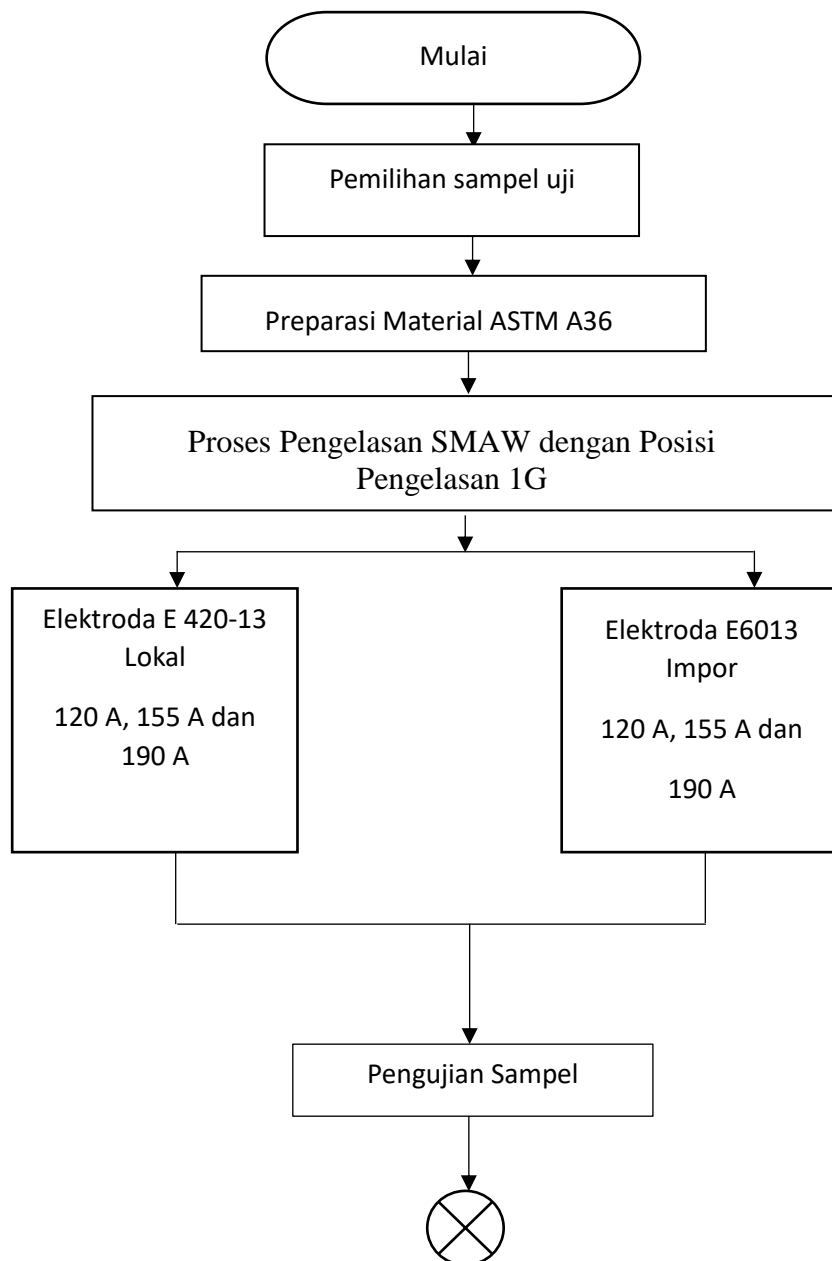 Mulai
Pemilihan sampel uji
Preparasi Material ASTM A36
Proses Pengelasan SMAW dengan Posisi
Pengelasan 1G
Elektroda E 420-13
Lokal
120 A, 155 A dan
190 A
Elektroda E6013
Impor
120 A, 155 A dan
190 A
Pengujian Sampel